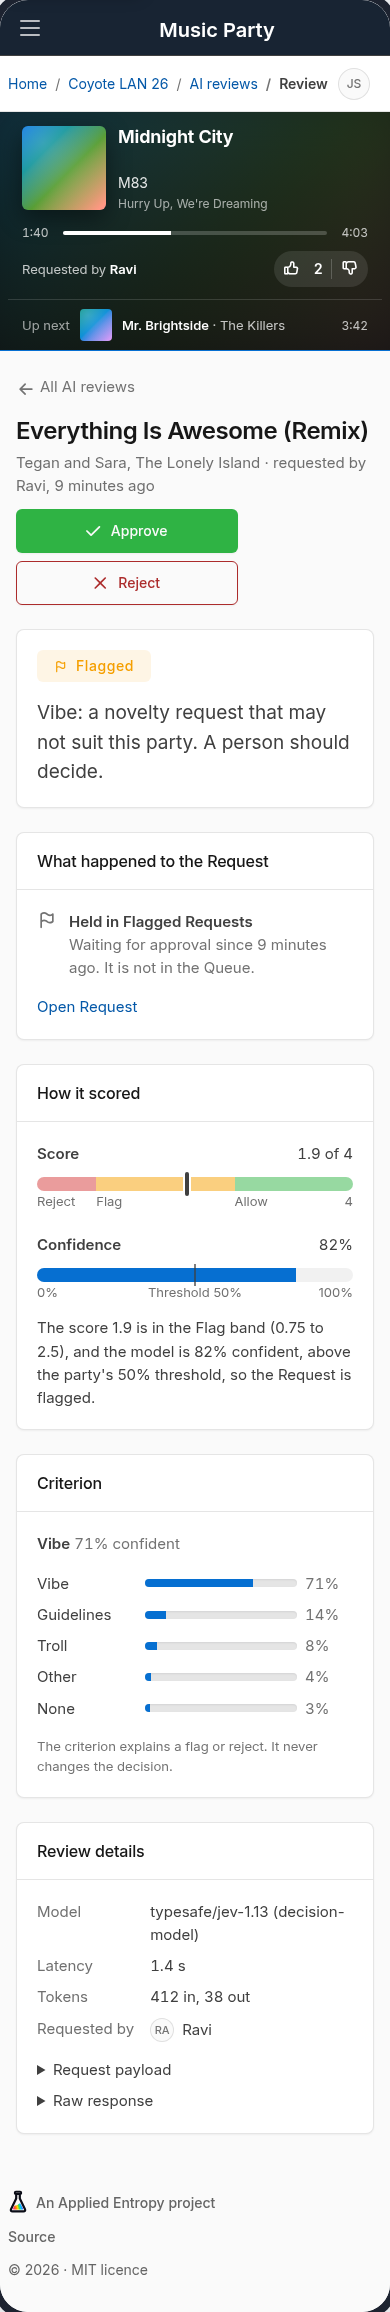 Music Party
Home / Coyote LAN 26 / AI reviews / Review JS
Midnight City
M83
Hurry Up, We're Dreaming
1:40 4:03
Requested by Ravi 2
Up next Mr. Brightside · The Killers 3:42
All AI reviews
Everything Is Awesome (Remix)
Tegan and Sara, The Lonely Island · requested by
Ravi, 9 minutes ago
Approve
Reject
Flagged
Vibe: a novelty request that may
not suit this party. A person should
decide.
What happened to the Request
Held in Flagged Requests
Waiting for approval since 9 minutes
ago. It is not in the Queue.
Open Request
How it scored
Score 1.9 of 4
Reject Flag Allow 4
Confidence 82%
0% Threshold 50% 100%
The score 1.9 is in the Flag band (0.75 to
2.5), and the model is 82% confident, above
the party's 50% threshold, so the Request is
flagged.
Criterion
Vibe 71% confident
Vibe 71%
Guidelines 14%
Troll 8%
Other 4%
None 3%
The criterion explains a flag or reject. It never
changes the decision.
Review details
Model typesafe/jev-1.13 (decision-
model)
Latency 1.4 s
Tokens 412 in, 38 out
Requested by RA Ravi
Request payload
Raw response
An Applied Entropy project
Source
© 2026 · MIT licence